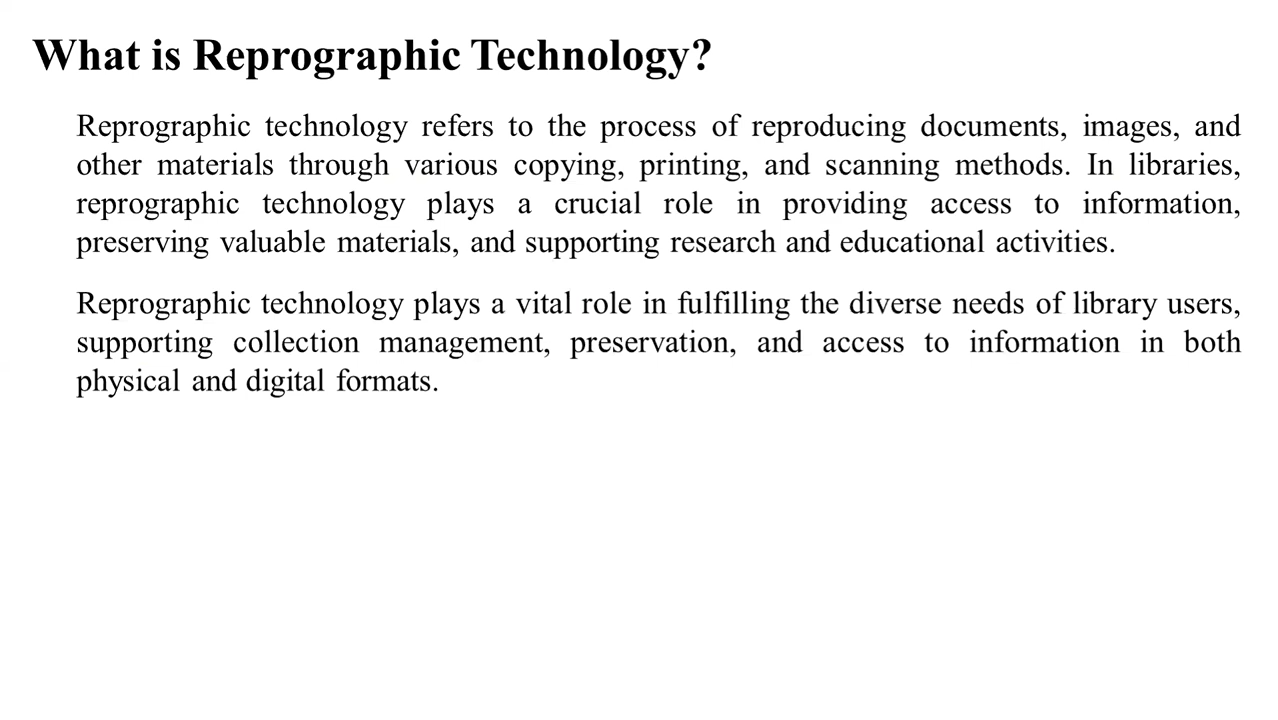 What is Reprographic Technology?
Reprographic technology refers to the process of reproducing documents, images, and
other materials through various copying, printing, and scanning methods. In libraries,
reprographic technology plays a crucial role in providing access to information,
preserving valuable materials, and supporting research and educational activities.
Reprographic technology plays a vital role in fulfilling the diverse needs of library users,
supporting collection management, preservation, and access to information in both
physical and digital formats.